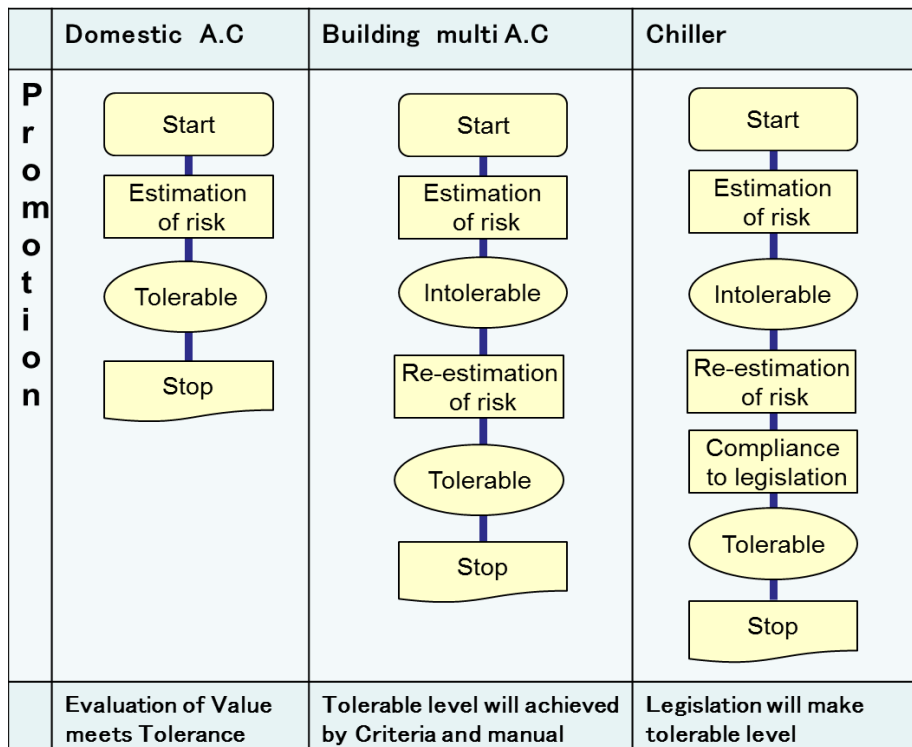 Domestic A.C
Building multi A.C
Chiller
Promotion
Start
Estimation
of risk
Tolerable
Stop
Start
Estimation
of risk
Intolerable
Re-estimation
of risk
Tolerable
Stop
Start
Estimation
of risk
Intolerable
Re-estimation
of risk
Compliance
to legislation
Tolerable
Stop
Evaluation of Value
meets Tolerance
Tolerable level will achieved
by Criteria and manual
Legislation will make
tolerable level